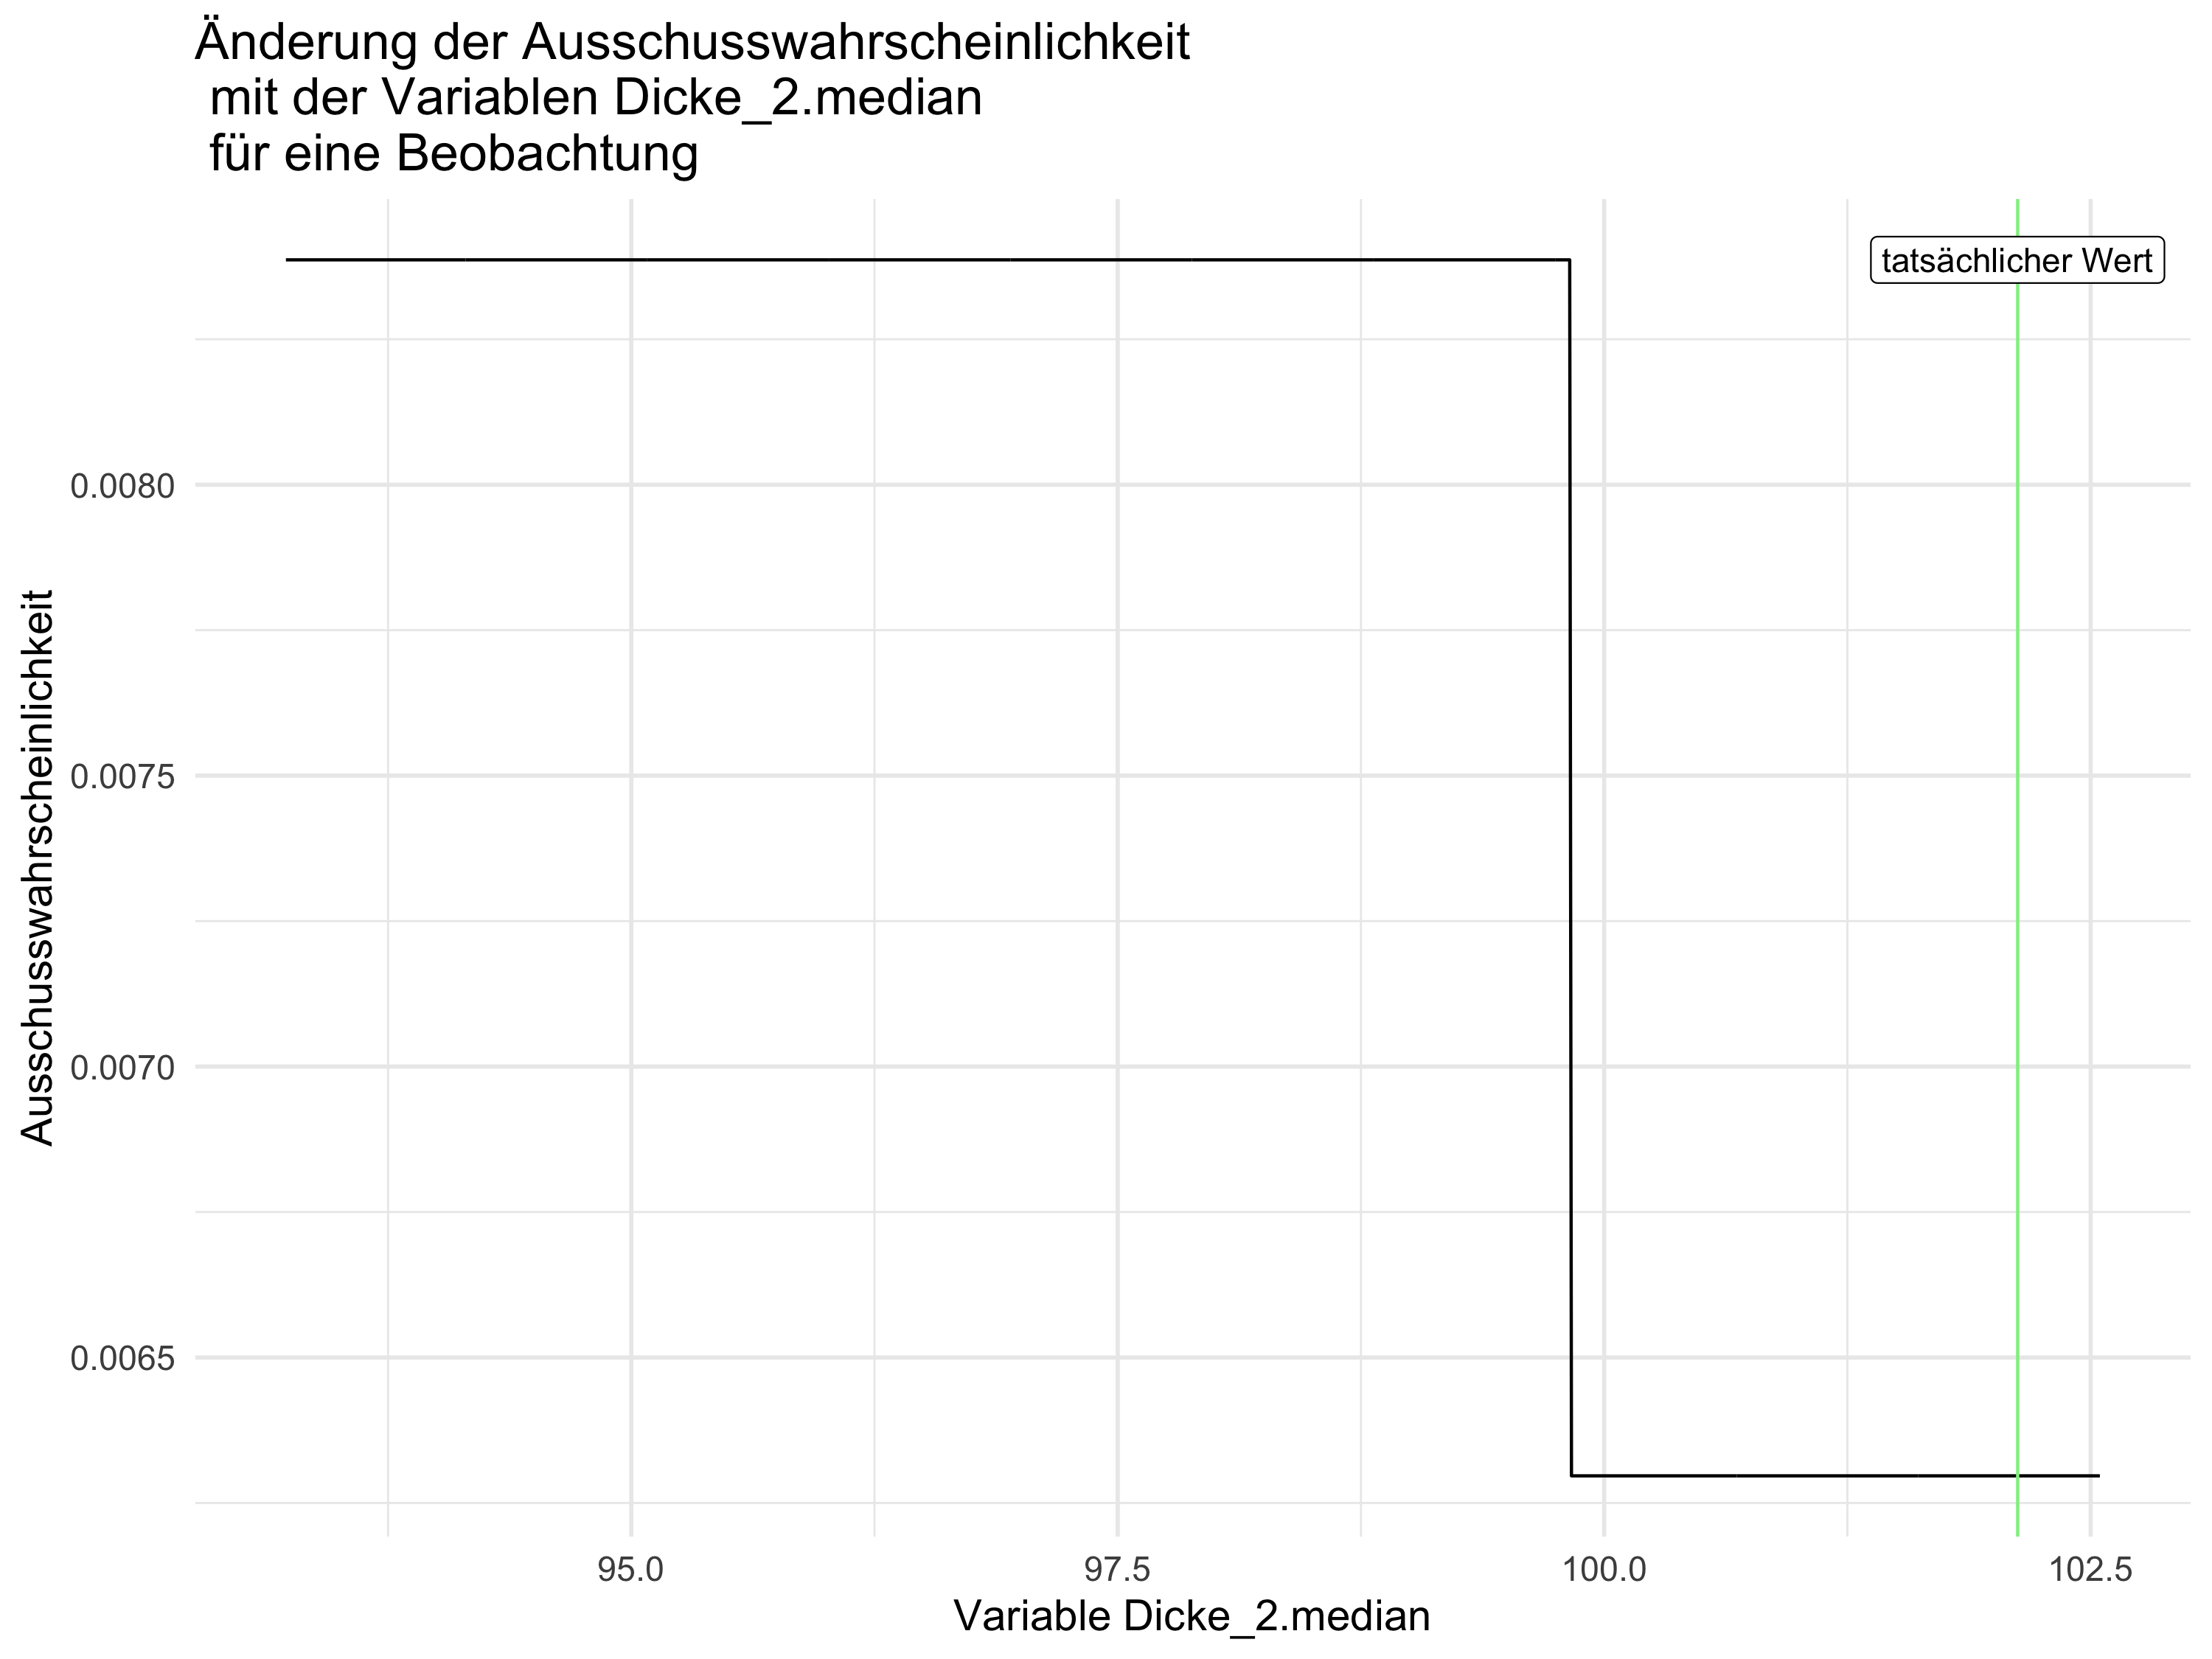 Änderung der Ausschusswahrscheinlichkeit
mit der Variablen Dicke_2.median
für eine Beobachtung
tatsächlicher Wert
Ausschusswahrscheinlichkeit
0.0080
0.0075
0.0070
0.0065
95.0
97.5
100.0
102.5
Variable Dicke_2.median